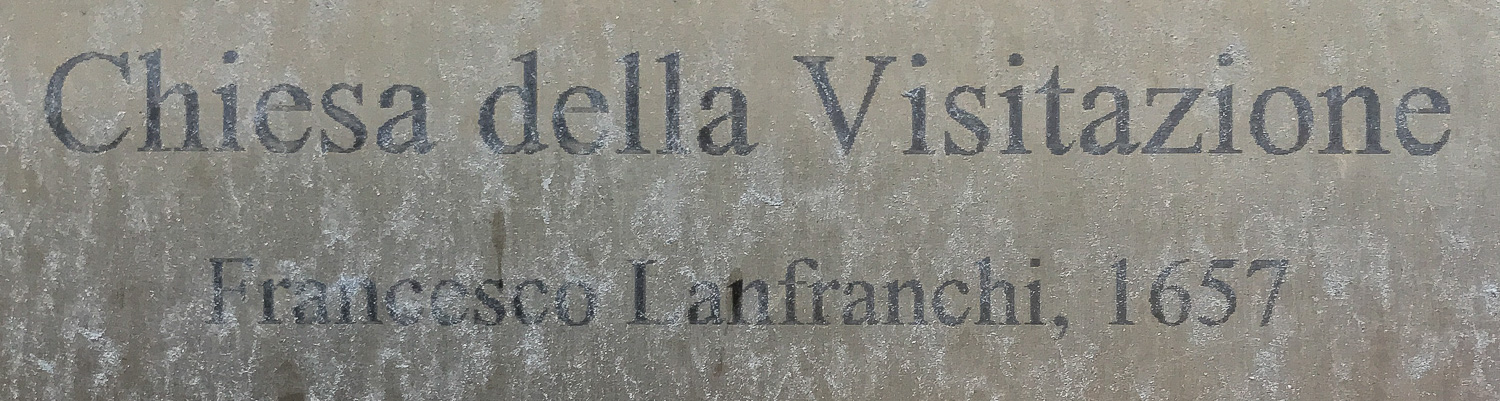 Chiesa della Visitazione
Francesco Lanfranchi, 1657